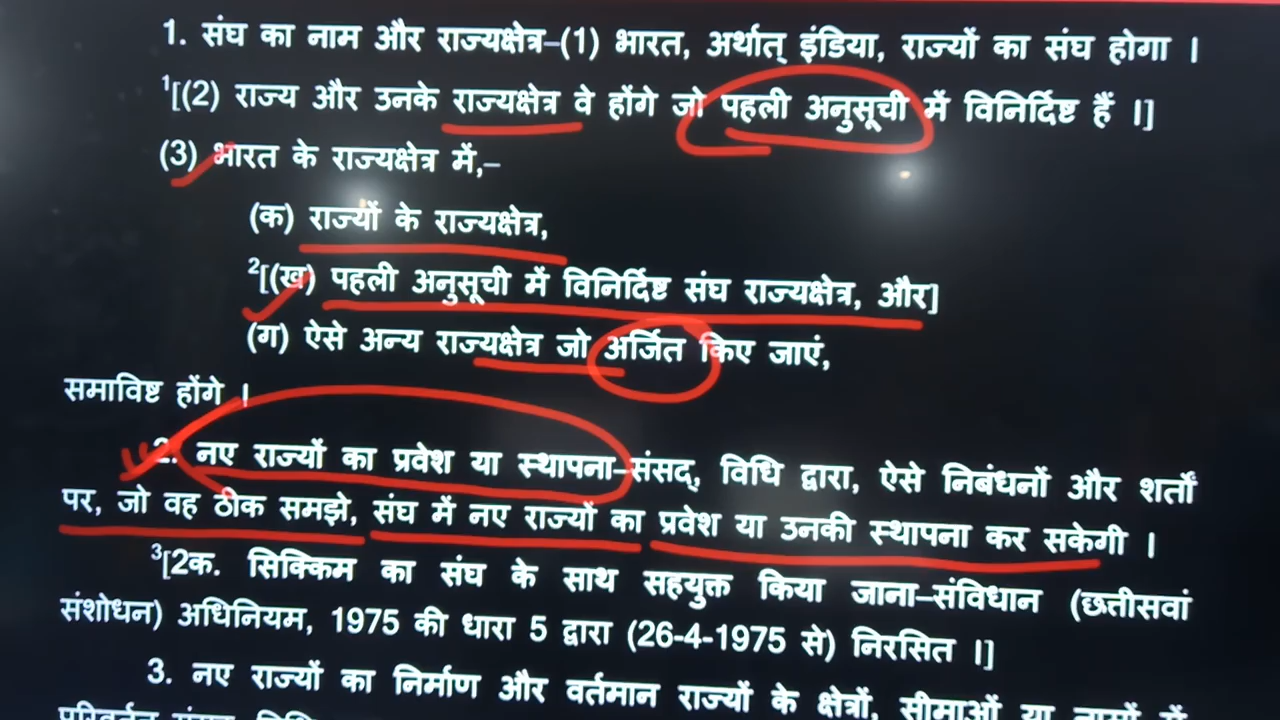 1. संघ का नाम और राज्यक्षेत्र–(1) भारत, अर्थात् इंडिया, राज्यों का संघ होगा ।
1[(2) राज्य और उनके राज्यक्षेत्र वे होंगे जो पहली अनुसूची में विनिर्दिष्ट हैं ।]
(3) भारत के राज्यक्षेत्र में,–
(क) राज्यों के राज्यक्षेत्र,
2[(ख) पहली अनुसूची में विनिर्दिष्ट संघ राज्यक्षेत्र, और]
(ग) ऐसे अन्य राज्यक्षेत्र जो अर्जित किए जाएं,
समाविष्ट होंगे ।
2. नए राज्यों का प्रवेश या स्थापना–संसद्, विधि द्वारा, ऐसे निबंधनों और शर्तों
पर, जो वह ठीक समझे, संघ में नए राज्यों का प्रवेश या उनकी स्थापना कर सकेगी ।
3[2क. सिक्किम का संघ के साथ सहयुक्त किया जाना–संविधान (छत्तीसवां
संशोधन) अधिनियम, 1975 की धारा 5 द्वारा (26-4-1975 से) निरसित ।]
3. नए राज्यों का निर्माण और वर्तमान राज्यों के क्षेत्रों, सीमाओं या नामों में